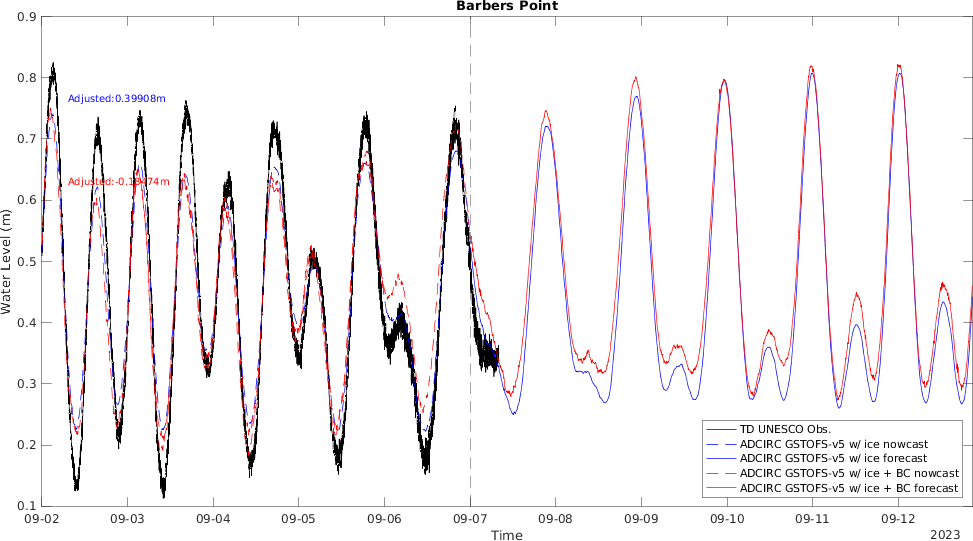 Barbers Point
0.9
0.8
0.7
0.6
0.5
0.4
0.3
0.2
0.1
Water Level (m)
Adjusted:0.39908m
Adjusted:-0.18474m
TD UNESCO Obs.
ADCIRC GSTOFS-v5 w/ ice nowcast
ADCIRC GSTOFS-v5 w/ ice forecast
ADCIRC GSTOFS-v5 w/ ice + BC nowcast
ADCIRC GSTOFS-v5 w/ ice + BC forecast
09-02 09-03 09-04 09-05 09-06 09-07 09-08 09-09 09-10 09-11 09-12
Time
2023